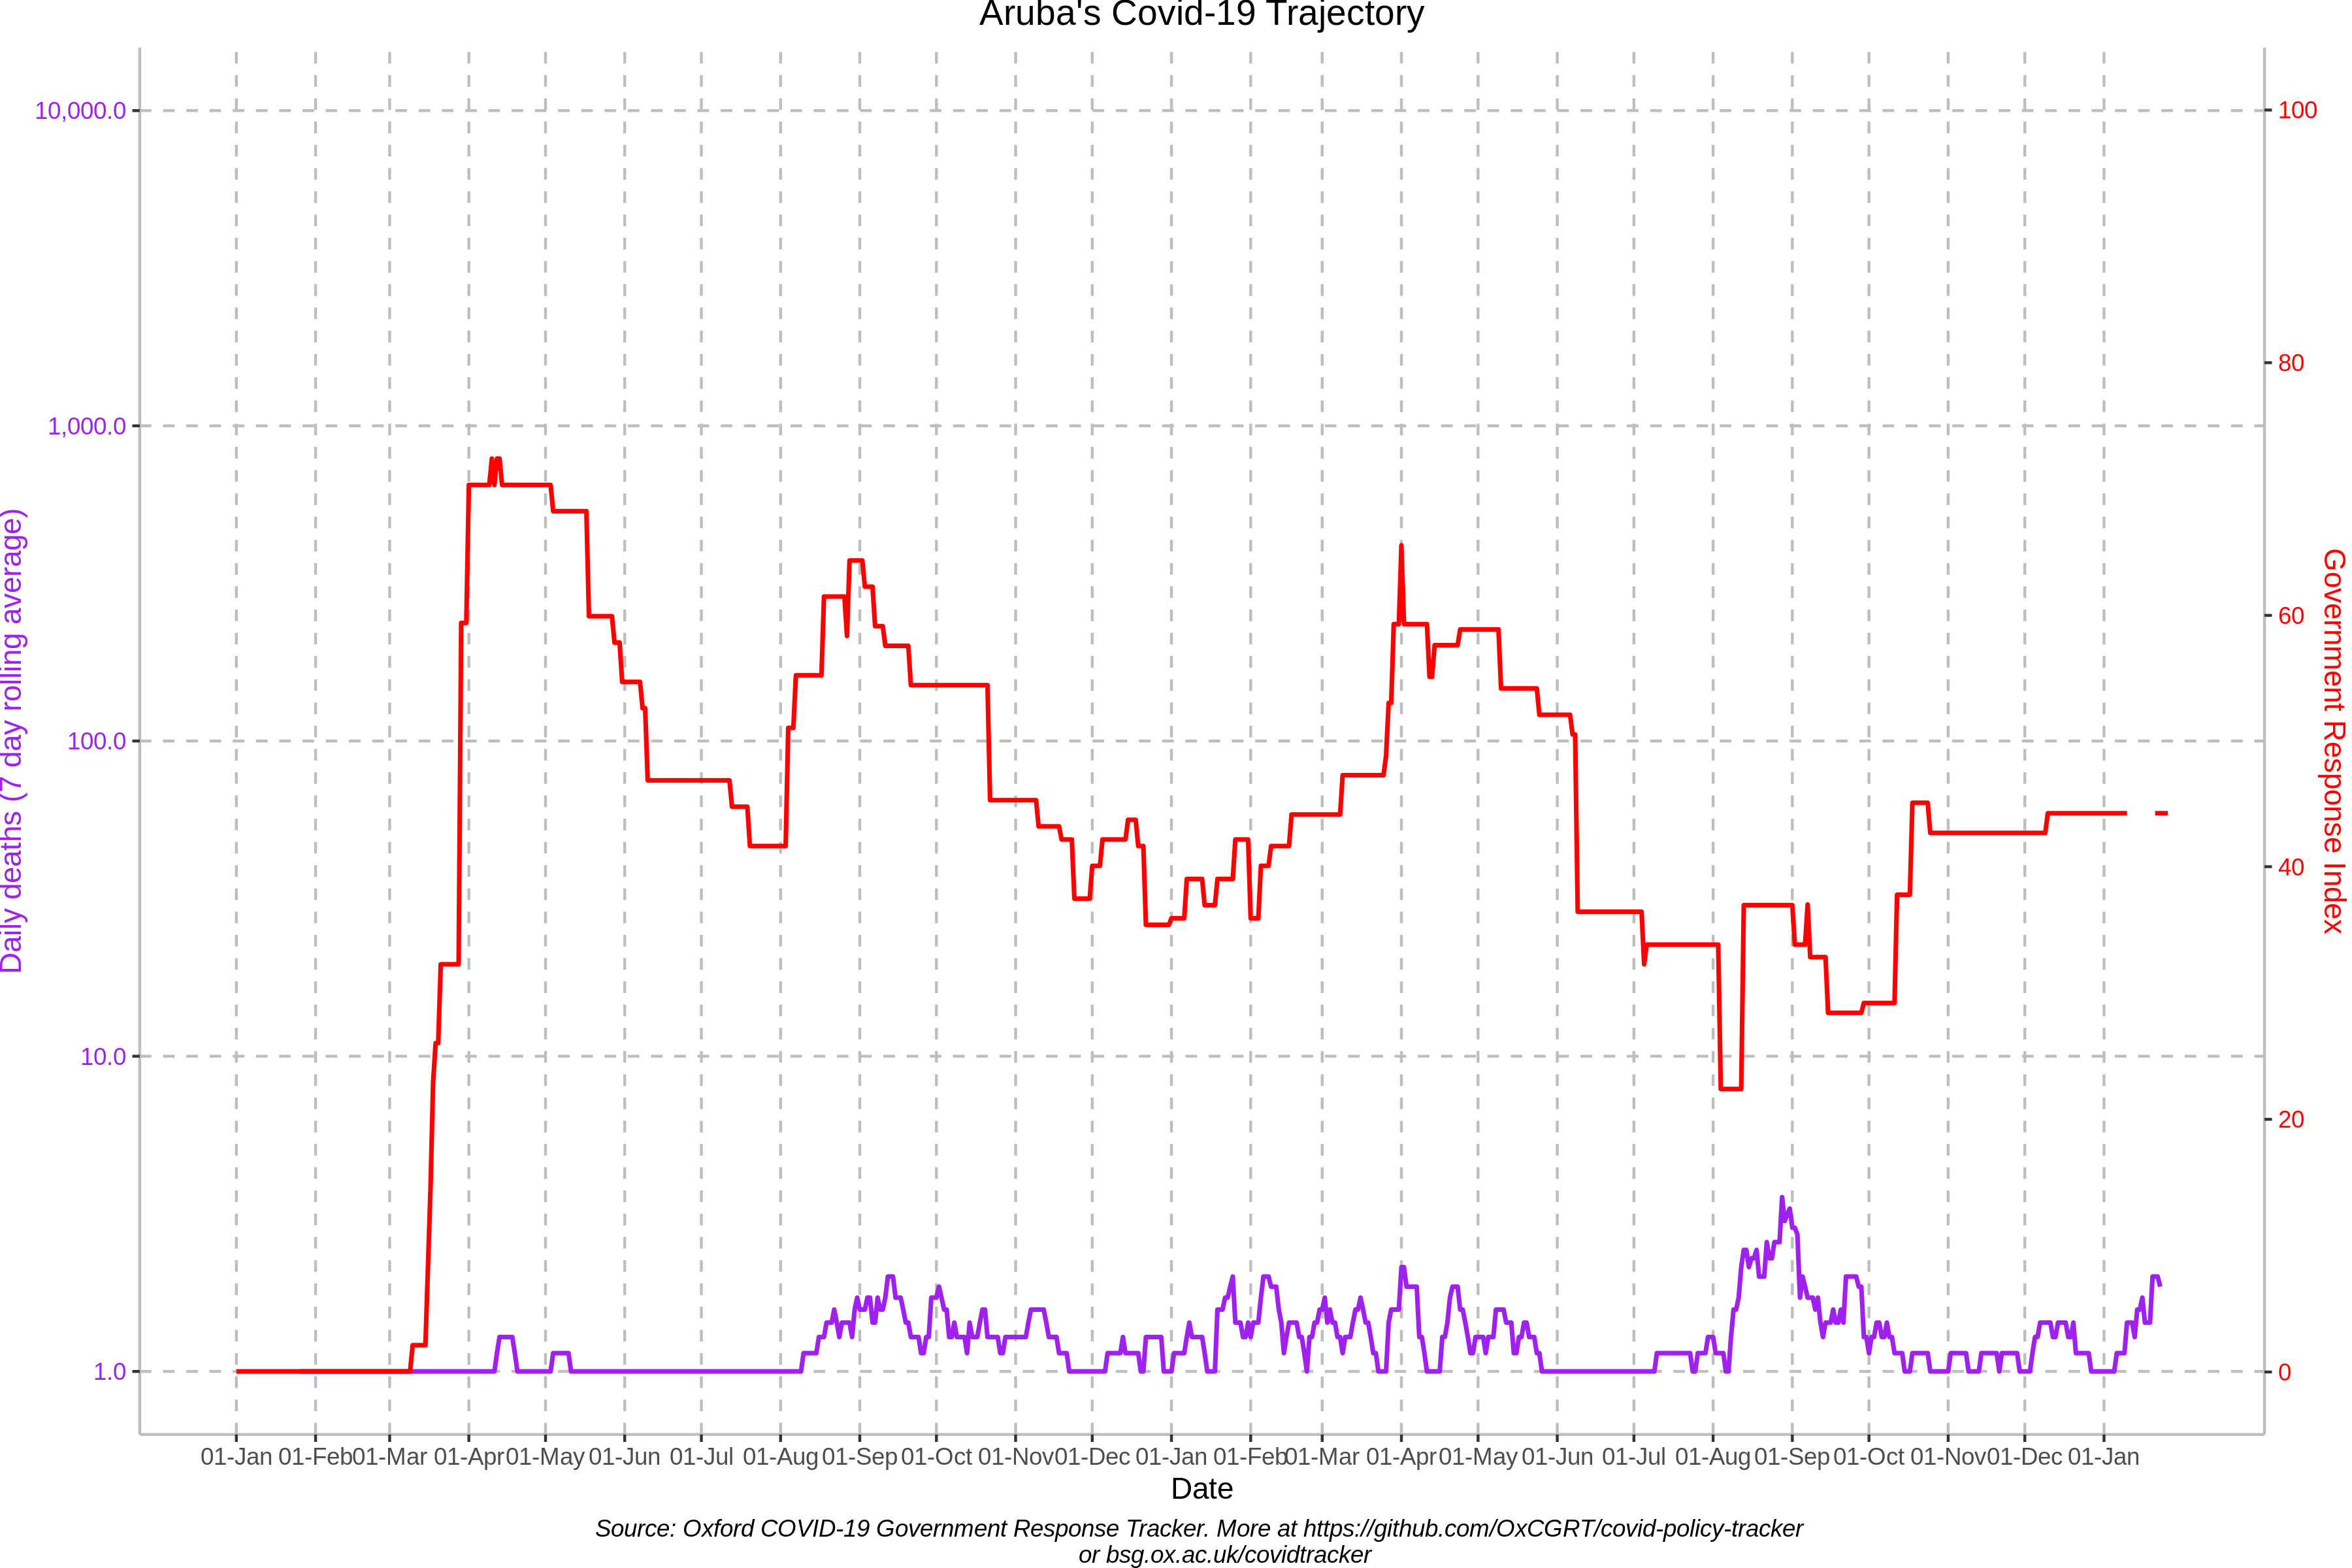 Aruba's Covid-19 Trajectory
10,000.0
1,000.0
100.0
10.0
1.0
Daily deaths (7 day rolling average)
100
80
60
40
20
0
Government Response Index
01-Jan 01-Feb 01-Mar 01-Apr 01-May 01-Jun 01-Jul 01-Aug 01-Sep 01-Oct 01-Nov 01-Dec 01-Jan 01-Feb 01-Mar 01-Apr 01-May 01-Jun 01-Jul 01-Aug 01-Sep 01-Oct 01-Nov 01-Dec 01-Jan
Date
Source: Oxford COVID-19 Government Response Tracker. More at https://github.com/OxCGRT/covid-policy-tracker
or bsg.ox.ac.uk/covidtracker